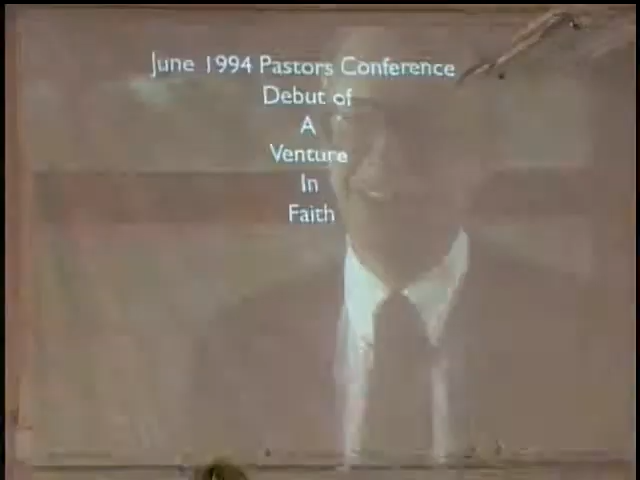 June 1994 Pastors Conference
Debut of
A
Venture
In
Faith